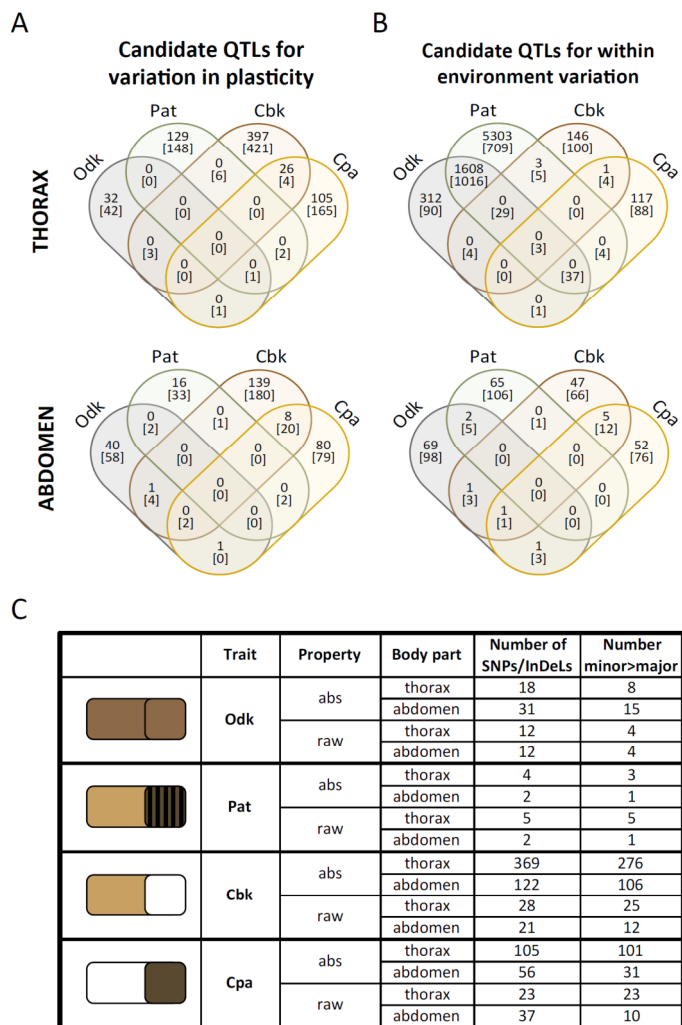 A
B
Candidate QTLs for
variation in plasticity
Candidate QTLs for within
environment variation
THORAX
Odk
Pat
Cbk
Cpa
129
[148]
397
[421]
0
[0]
0
[6]
26
[4]
32
[42]
0
[0]
0
[0]
105
[165]
0
[3]
0
[0]
0
[2]
0
[0]
0
[1]
0
[1]
Odk
Pat
Cbk
Cpa
5303
[709]
146
[100]
1608
[1016]
3
[5]
1
[4]
312
[90]
0
[29]
0
[0]
117
[88]
0
[4]
0
[3]
0
[4]
0
[0]
0
[37]
0
[1]
ABDOMEN
Odk
Pat
Cbk
Cpa
16
[33]
139
[180]
0
[2]
0
[1]
8
[20]
40
[58]
0
[0]
0
[0]
80
[79]
1
[4]
0
[0]
0
[2]
0
[2]
0
[0]
1
[0]
Odk
Pat
Cbk
Cpa
65
[106]
47
[66]
2
[5]
0
[1]
5
[12]
69
[98]
0
[0]
0
[0]
52
[76]
1
[3]
0
[0]
0
[0]
1
[1]
0
[0]
1
[3]
C
Trait Property Body part Number of SNPs/InDeLs Number minor>major
Odk abs thorax 18 8
abdomen 31 15
raw thorax 12 4
abdomen 12 4
Pat abs thorax 4 3
abdomen 2 1
raw thorax 5 5
abdomen 2 1
Cbk abs thorax 369 276
abdomen 122 106
raw thorax 28 25
abdomen 21 12
Cpa abs thorax 105 101
abdomen 56 31
raw thorax 23 23
abdomen 37 10